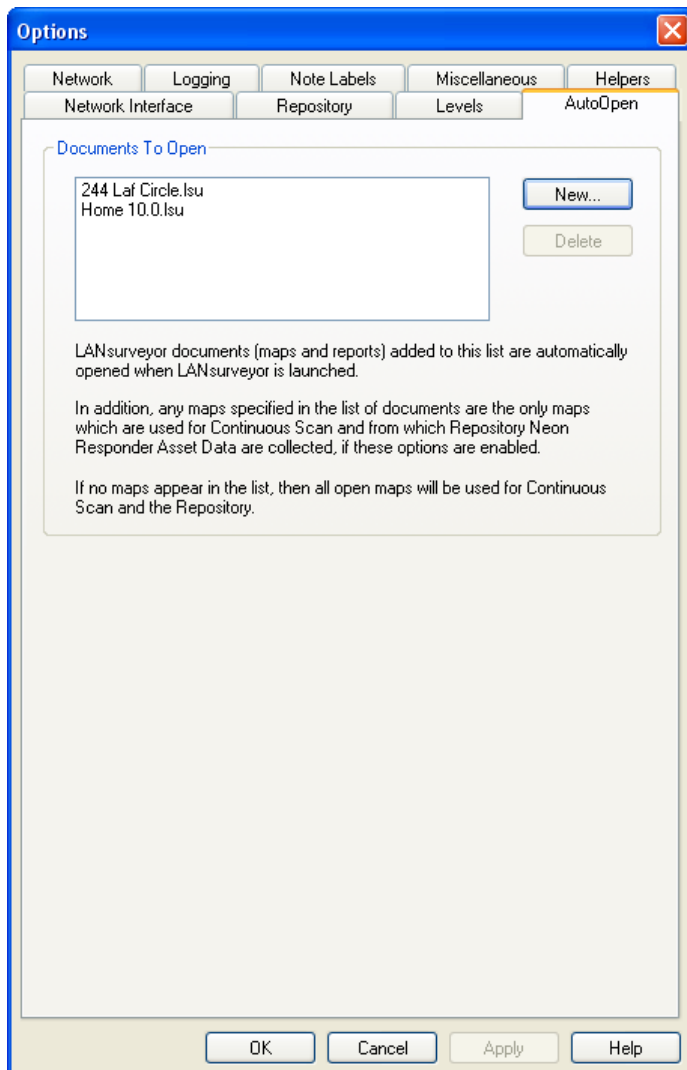 Options
Network Logging Note Labels Miscellaneous Helpers
Network Interface Repository Levels AutoOpen
Documents To Open
244 Laf Circle.lsu
Home 10.0.lsu
New...
Delete
LANsurveyor documents (maps and reports) added to this list are automatically
opened when LANsurveyor is launched.
In addition, any maps specified in the list of documents are the only maps
which are used for Continuous Scan and from which Repository Neon
Responder Asset Data are collected, if these options are enabled.
If no maps appear in the list, then all open maps will be used for Continuous
Scan and the Repository.
OK Cancel Apply Help